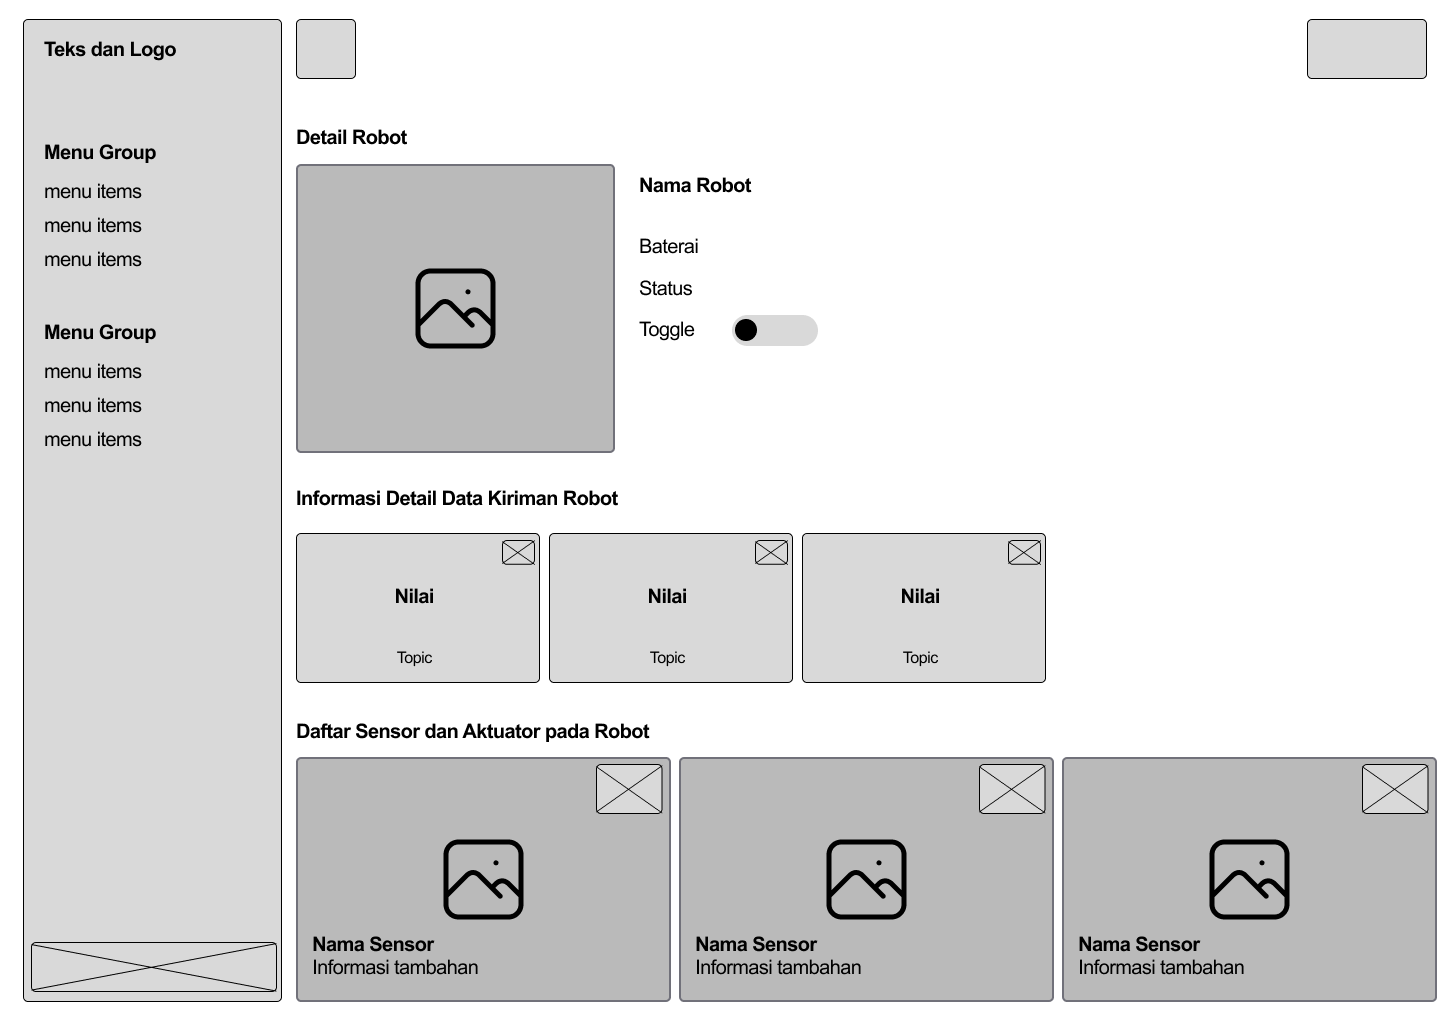 Teks dan Logo
Menu Group
menu items
menu items
menu items
Menu Group
menu items
menu items
menu items
Detail Robot
Nama Robot
Baterai
Status
Toggle
Informasi Detail Data Kiriman Robot
Nilai
Topic
Nilai
Topic
Nilai
Topic
Daftar Sensor dan Aktuator pada Robot
Nama Sensor
Informasi tambahan
Nama Sensor
Informasi tambahan
Nama Sensor
Informasi tambahan